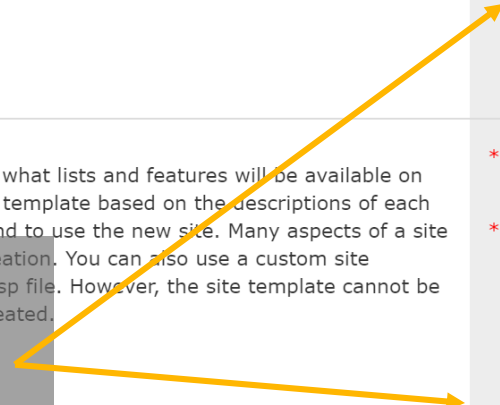 what lists and features will be available on
template based on the descriptions of each
nd to use the new site. Many aspects of a site
eation. You can also use a custom site
sp file. However, the site template cannot be
eated.
*
*